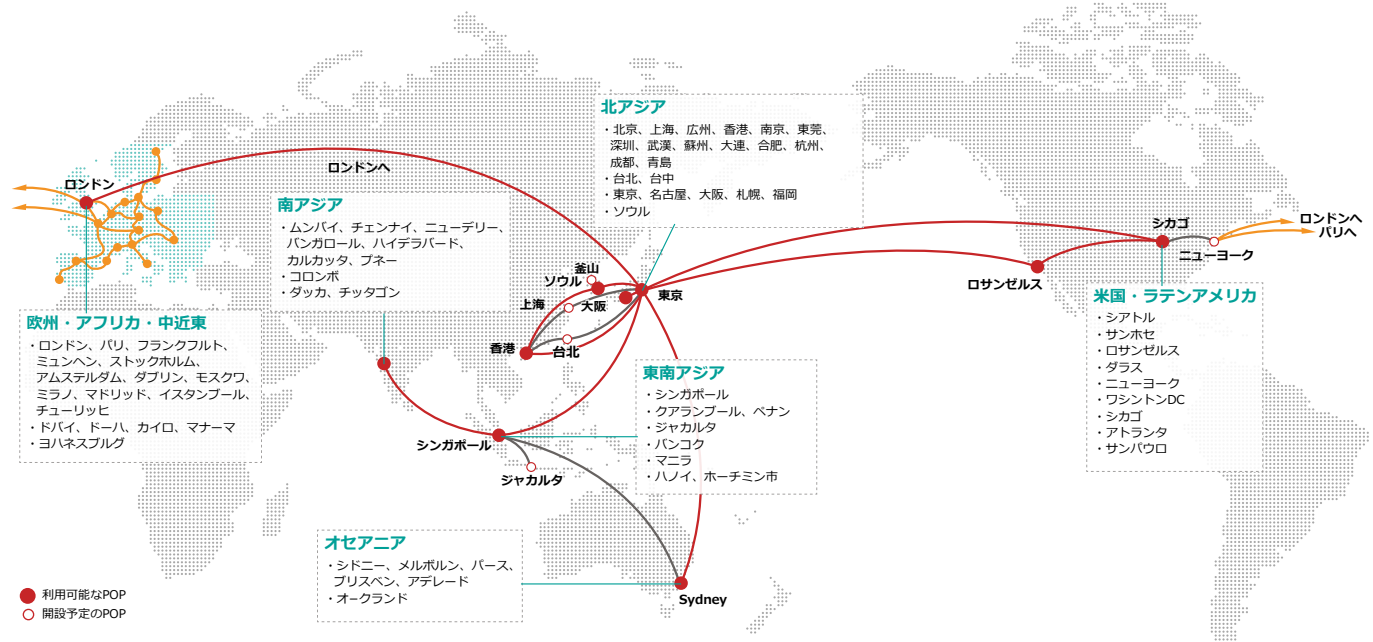 北アジア
・北京、上海、広州、香港、南京、東莞、
深圳、武漢、蘇州、大連、合肥、杭州、
成都、青島
・台北、台中
・東京、名古屋、大阪、札幌、福岡
・ソウル
ロンドン
ロンドンへ
南アジア
・ムンバイ、チェンナイ、ニューデリー、
バンガロール、ハイデラバード、
カルカッタ、プネー
・コロンボ
・ダッカ、チッタゴン
シカゴ
ロンドンへ
パリへ
ニューヨーク
ロサンゼルス
釜山
ソウル
東京
上海
大阪
香港
台北
欧州・アフリカ・中近東
・ロンドン、パリ、フランクフルト、
ミュンヘン、ストックホルム、
アムステルダム、ダブリン、モスクワ、
ミラノ、マドリッド、イスタンブール、
チューリッヒ
・ドバイ、ドーハ、カイロ、マナーマ
・ヨハネスブルグ
米国・ラテンアメリカ
・シアトル
・サンホセ
・ロサンゼルス
・ダラス
・ニューヨーク
・ワシントンDC
・シカゴ
・アトランタ
・サンパウロ
東南アジア
・シンガポール
・クアランプール、ペナン
・ジャカルタ
・バンコク
・マニラ
・ハノイ、ホーチミン市
シンガポール
ジャカルタ
オセアニア
・シドニー、メルボルン、パース、
ブリスベン、アデレード
・オークランド
Sydney
利用可能なPOP
開設予定のPOP